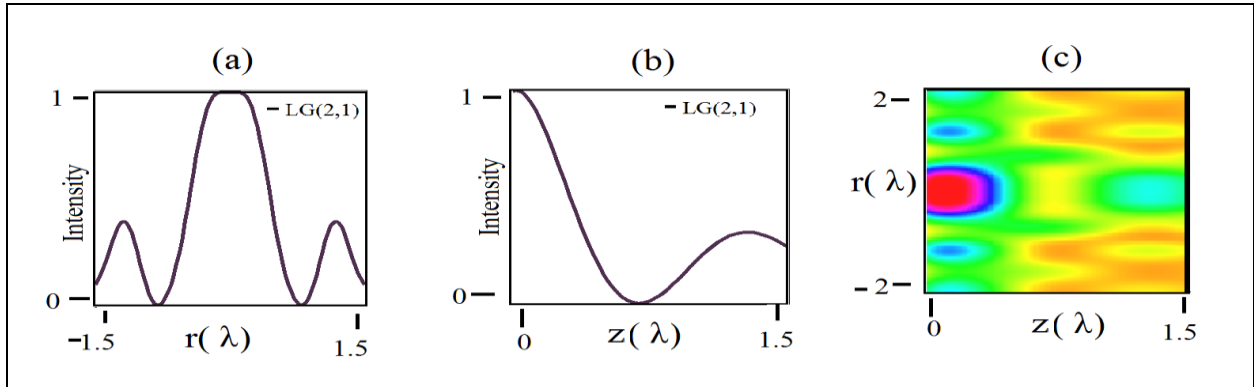 (a)
1
– LG(2,1)
Intensity
0
–1.5
r( λ)
1.5
(b)
1
– LG(2,1)
Intensity
0
0
z( λ)
1.5
(c)
2
r( λ)
-2
0
z( λ)
1.5